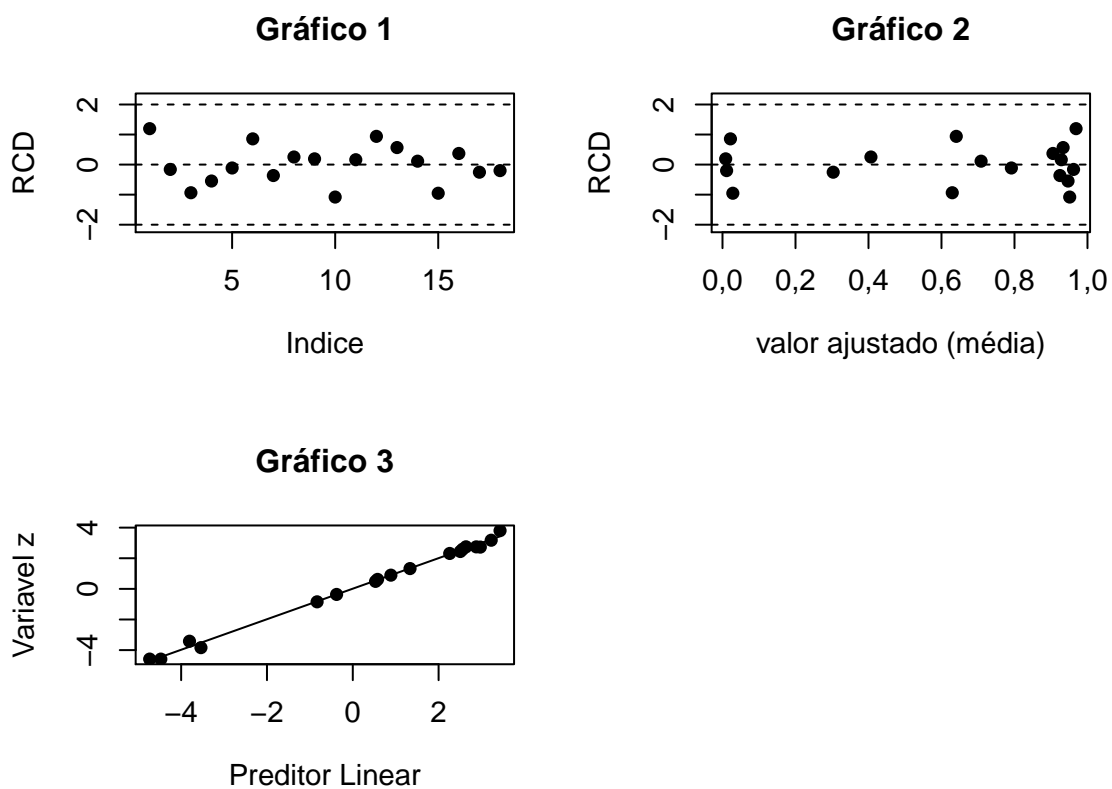 Gráfico 1
RCD
2
0
−2
5 10 15
Indice
Gráfico 2
RCD
2
0
−2
0,0 0,2 0,4 0,6 0,8 1,0
valor ajustado (média)
Gráfico 3
Variavel z
4
0
−4
−4 −2 0 2
Preditor Linear